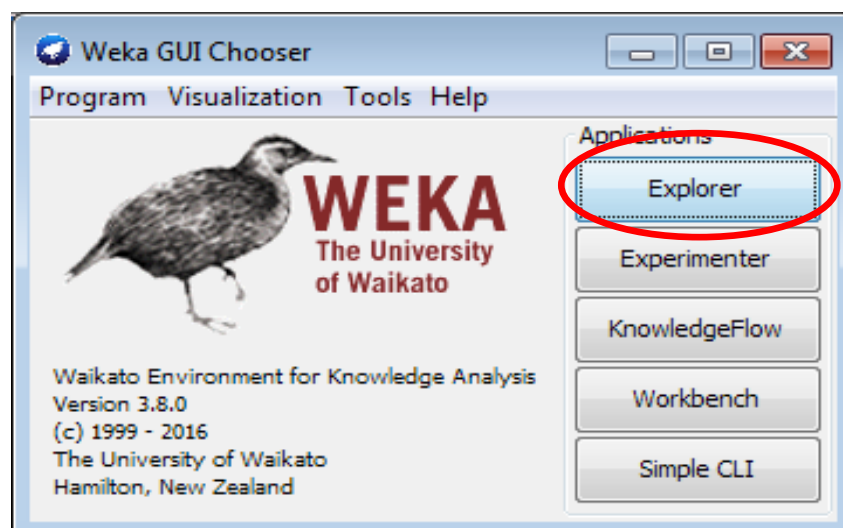 Weka GUI Chooser
Program Visualization Tools Help
WEKA
The University
of Waikato
Waikato Environment for Knowledge Analysis
Version 3.8.0
(c) 1999 - 2016
The University of Waikato
Hamilton, New Zealand
Applications
Explorer
Experimenter
KnowledgeFlow
Workbench
Simple CLI